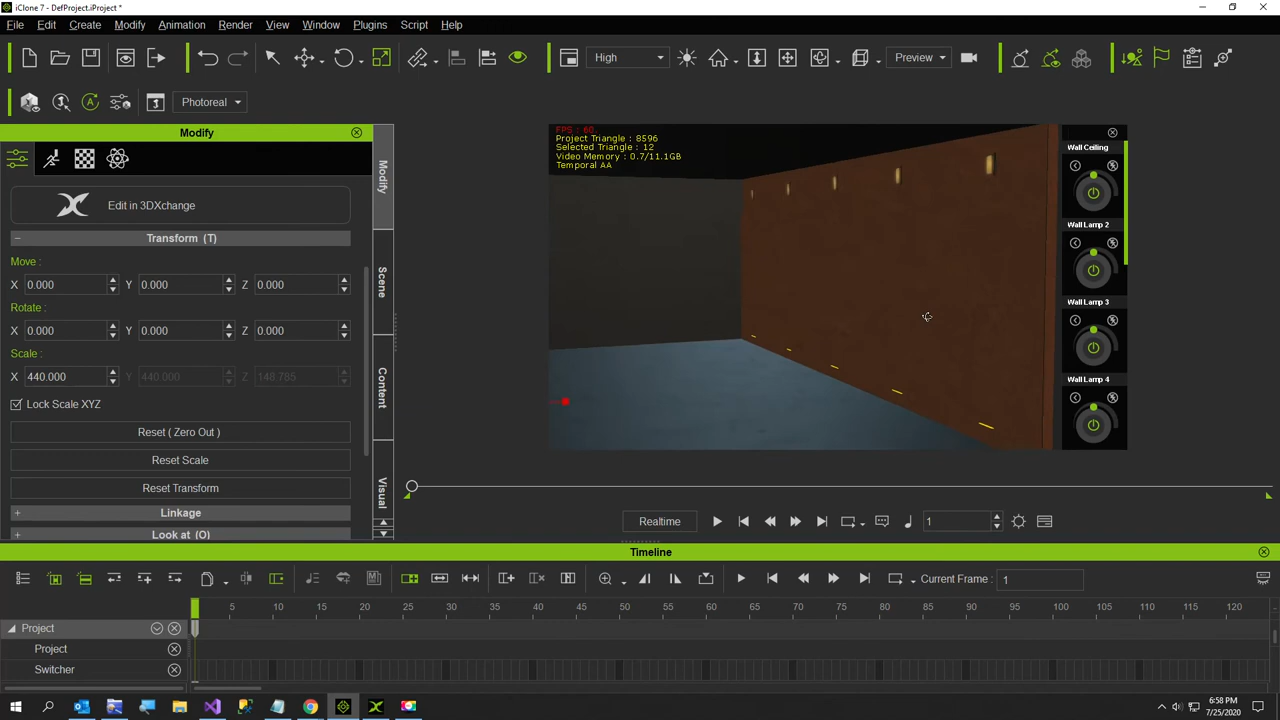 iClone 7 - DefProject.iProject *
File Edit Create Modify Animation Render View Window Plugins Script Help
High
Preview
Photoreal
Modify
Edit in 3DXchange
Transform (T)
Move :
X 0.000 Y 0.000 Z 0.000
Rotate :
X 0.000 Y 0.000 Z 0.000
Scale :
X 440.000 Y 440.000 Z 148.785
Lock Scale XYZ
Reset ( Zero Out )
Reset Scale
Reset Transform
Linkage
Look at (O)
Modify
Scene
Content
Visual
FPS : 60.
Project Triangle : 8596
Selected Triangle : 12
Video Memory : 0.7/11.1GB
Temporal AA
Wall Ceiling
Wall Lamp 2
Wall Lamp 3
Wall Lamp 4
Realtime
1
Timeline
Current Frame : 1
5 10 15 20 25 30 35 40 45 50 55 60 65 70 75 80 85 90 95 100 105 110 115 120
Project
Project
Switcher
6:58 PM
7/25/2020